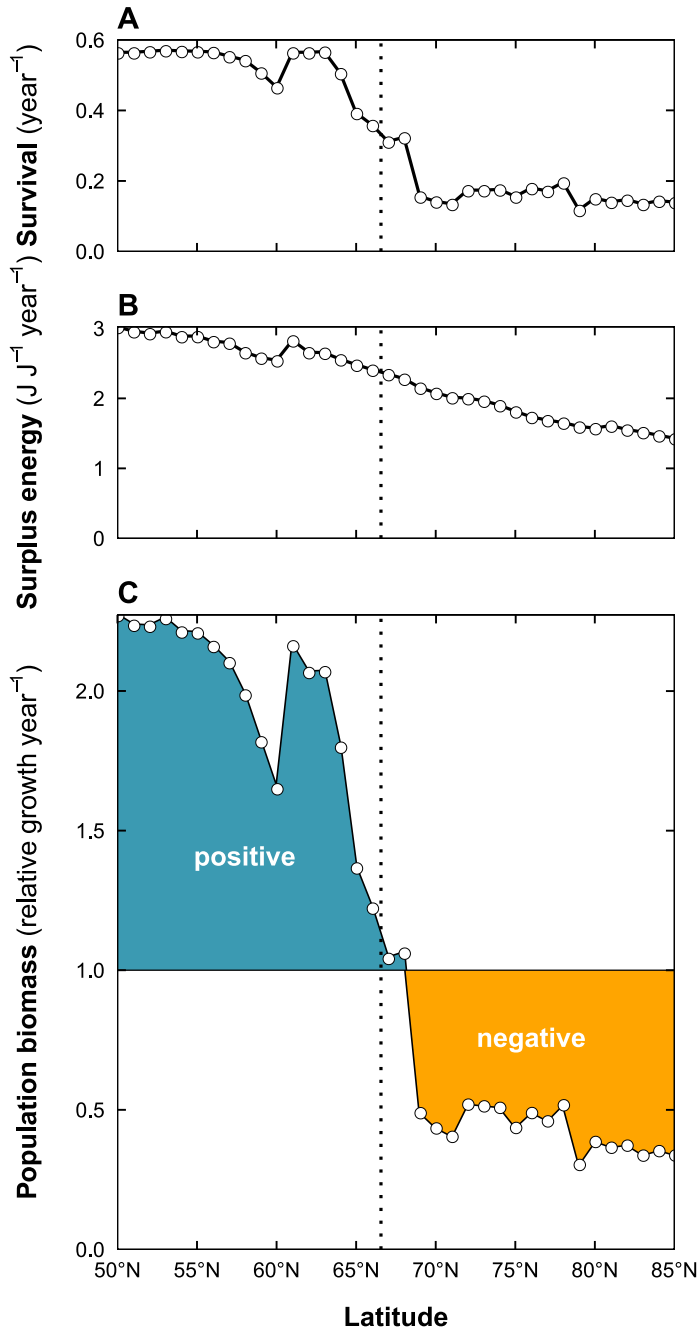 A
0.6
0.4
0.2
0.0
Survival (year⁻¹)
B
3
2
1
0
Surplus energy (J J⁻¹ year⁻¹)
C
2.0
1.5
1.0
0.5
0.0
Population biomass (relative growth year⁻¹)
positive
negative
50°N 55°N 60°N 65°N 70°N 75°N 80°N 85°N
Latitude